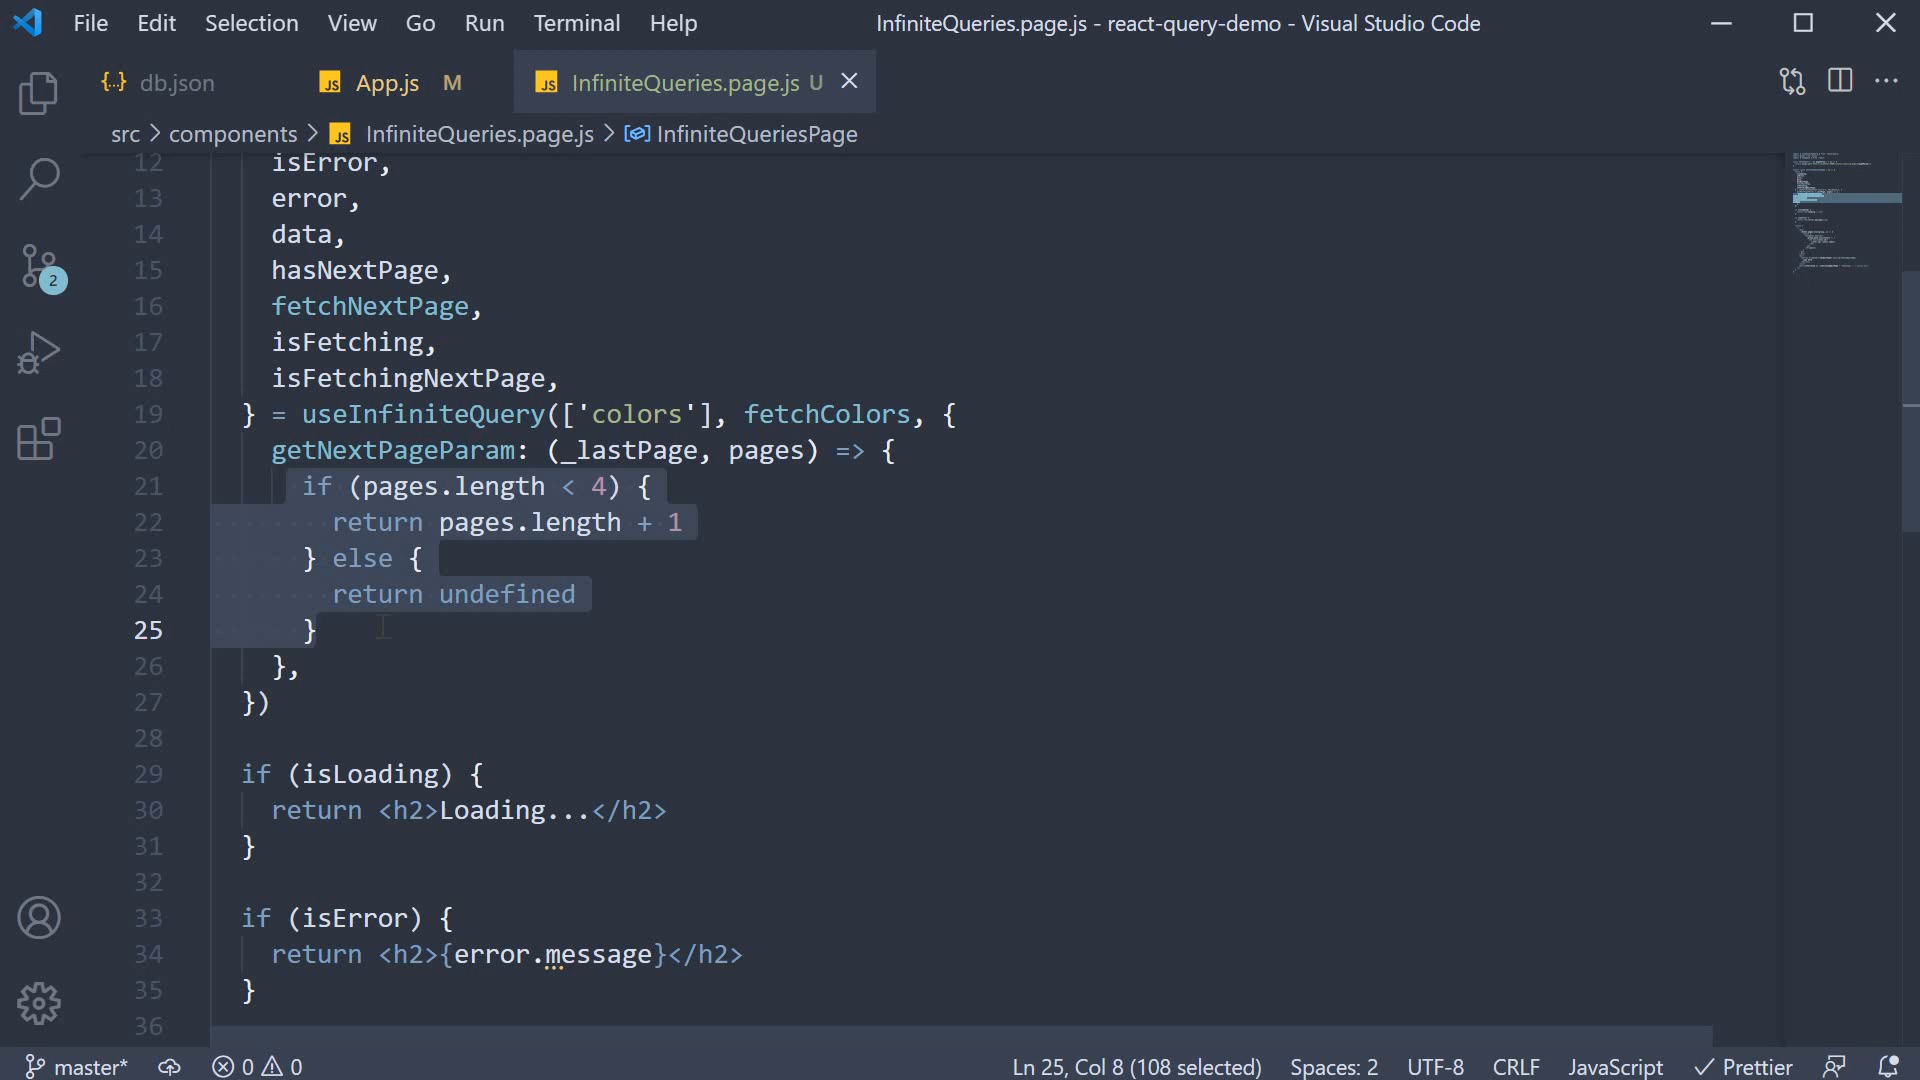 File Edit Selection View Go Run Terminal Help InfiniteQueries.page.js - react-query-demo - Visual Studio Code
{..} db.json JS App.js M JS InfiniteQueries.page.js U
src > components > JS InfiniteQueries.page.js > InfiniteQueriesPage
12 isError,
13 error,
14 data,
15 hasNextPage,
16 fetchNextPage,
17 isFetching,
18 isFetchingNextPage,
19 } = useInfiniteQuery(['colors'], fetchColors, {
20 getNextPageParam: (_lastPage, pages) => {
21 if (pages.length < 4) {
22 return pages.length + 1
23 } else {
24 return undefined
25 }
26 },
27 })
28
29 if (isLoading) {
30 return <h2>Loading...</h2>
31 }
32
33 if (isError) {
34 return <h2>{error.message}</h2>
35 }
36
2
master* 0 0 Ln 25, Col 8 (108 selected) Spaces: 2 UTF-8 CRLF JavaScript Prettier